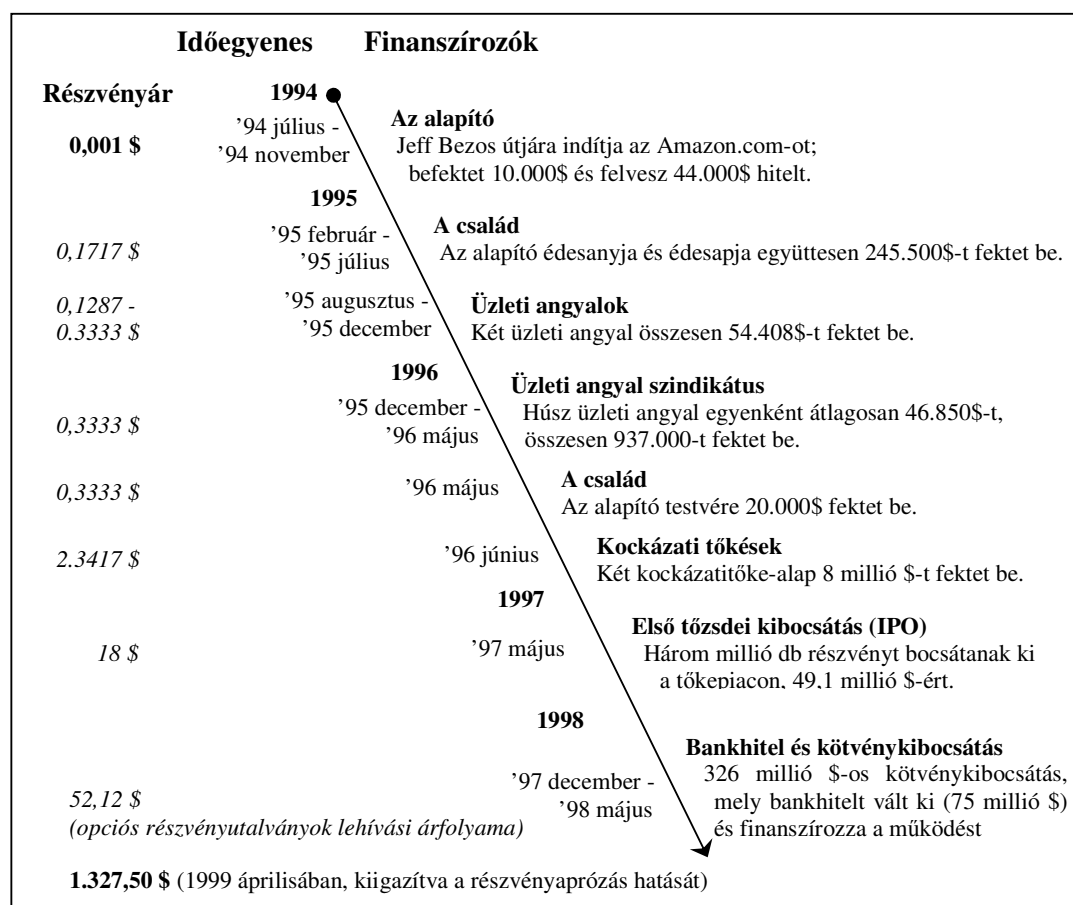 Időegyenes Finanszírozók
Részvényár 1994
Az alapító
0,001 $ ’94 július - Jeff Bezos útjára indítja az Amazon.com-ot;
’94 november befektet 10.000$ és felvesz 44.000$ hitelt.
1995
A család
0,1717 $ ’95 február - Az alapító édesanyja és édesapja együttesen 245.500$-t fektet be.
’95 július
0,1287 - ’95 augusztus - Üzleti angyalok
0.3333 $ ’95 december Két üzleti angyal összesen 54.408$-t fektet be.
1996
Üzleti angyal szindikátus
’95 december - Húsz üzleti angyal egyenként átlagosan 46.850$-t,
0,3333 $ ’96 május összesen 937.000-t fektet be.
A család
0,3333 $ ’96 május Az alapító testvére 20.000$ fektet be.
Kockázati tőkések
2.3417 $ ’96 június Két kockázatitőke-alap 8 millió $-t fektet be.
1997
Első tőzsdei kibocsátás (IPO)
18 $ ’97 május Három millió db részvényt bocsátanak ki
a tőkepiacon, 49,1 millió $-ért.
1998
Bankhitel és kötvénykibocsátás
’97 december - 326 millió $-os kötvénykibocsátás,
52,12 $ ’98 május mely bankhitelt vált ki (75 millió $)
(opciós részvényutalványok lehívási árfolyama) és finanszírozza a működést
1.327,50 $ (1999 áprilisában, kiigazítva a részvényaprózás hatását)